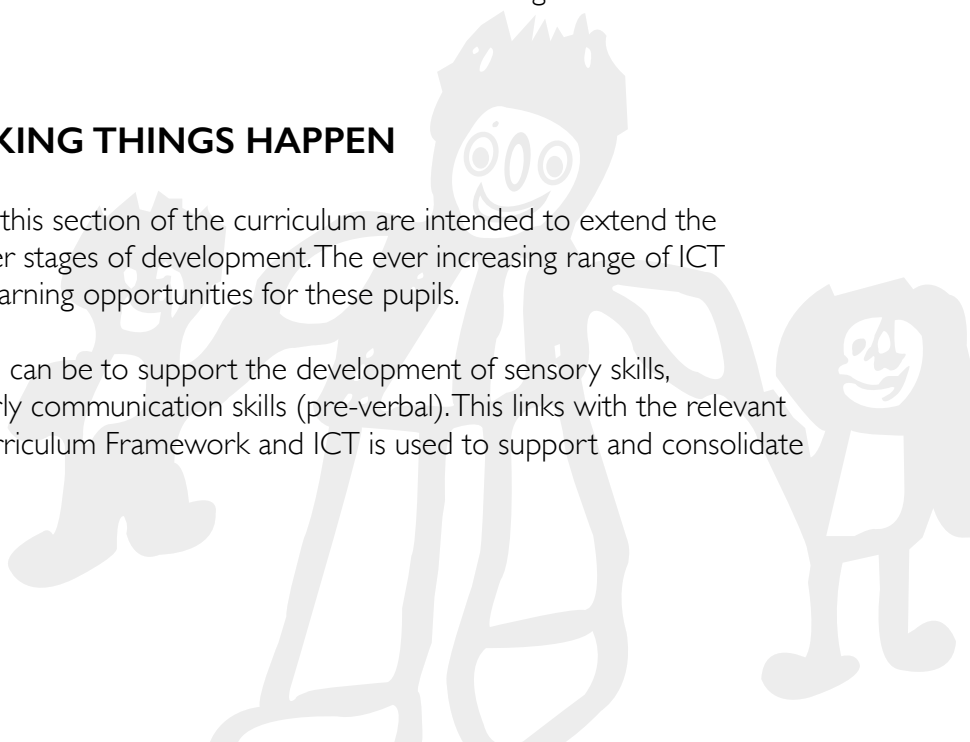 KING THINGS HAPPEN
this section of the curriculum are intended to extend the
er stages of development. The ever increasing range of ICT
arning opportunities for these pupils.
can be to support the development of sensory skills,
rly communication skills (pre-verbal). This links with the relevant
rriculum Framework and ICT is used to support and consolidate